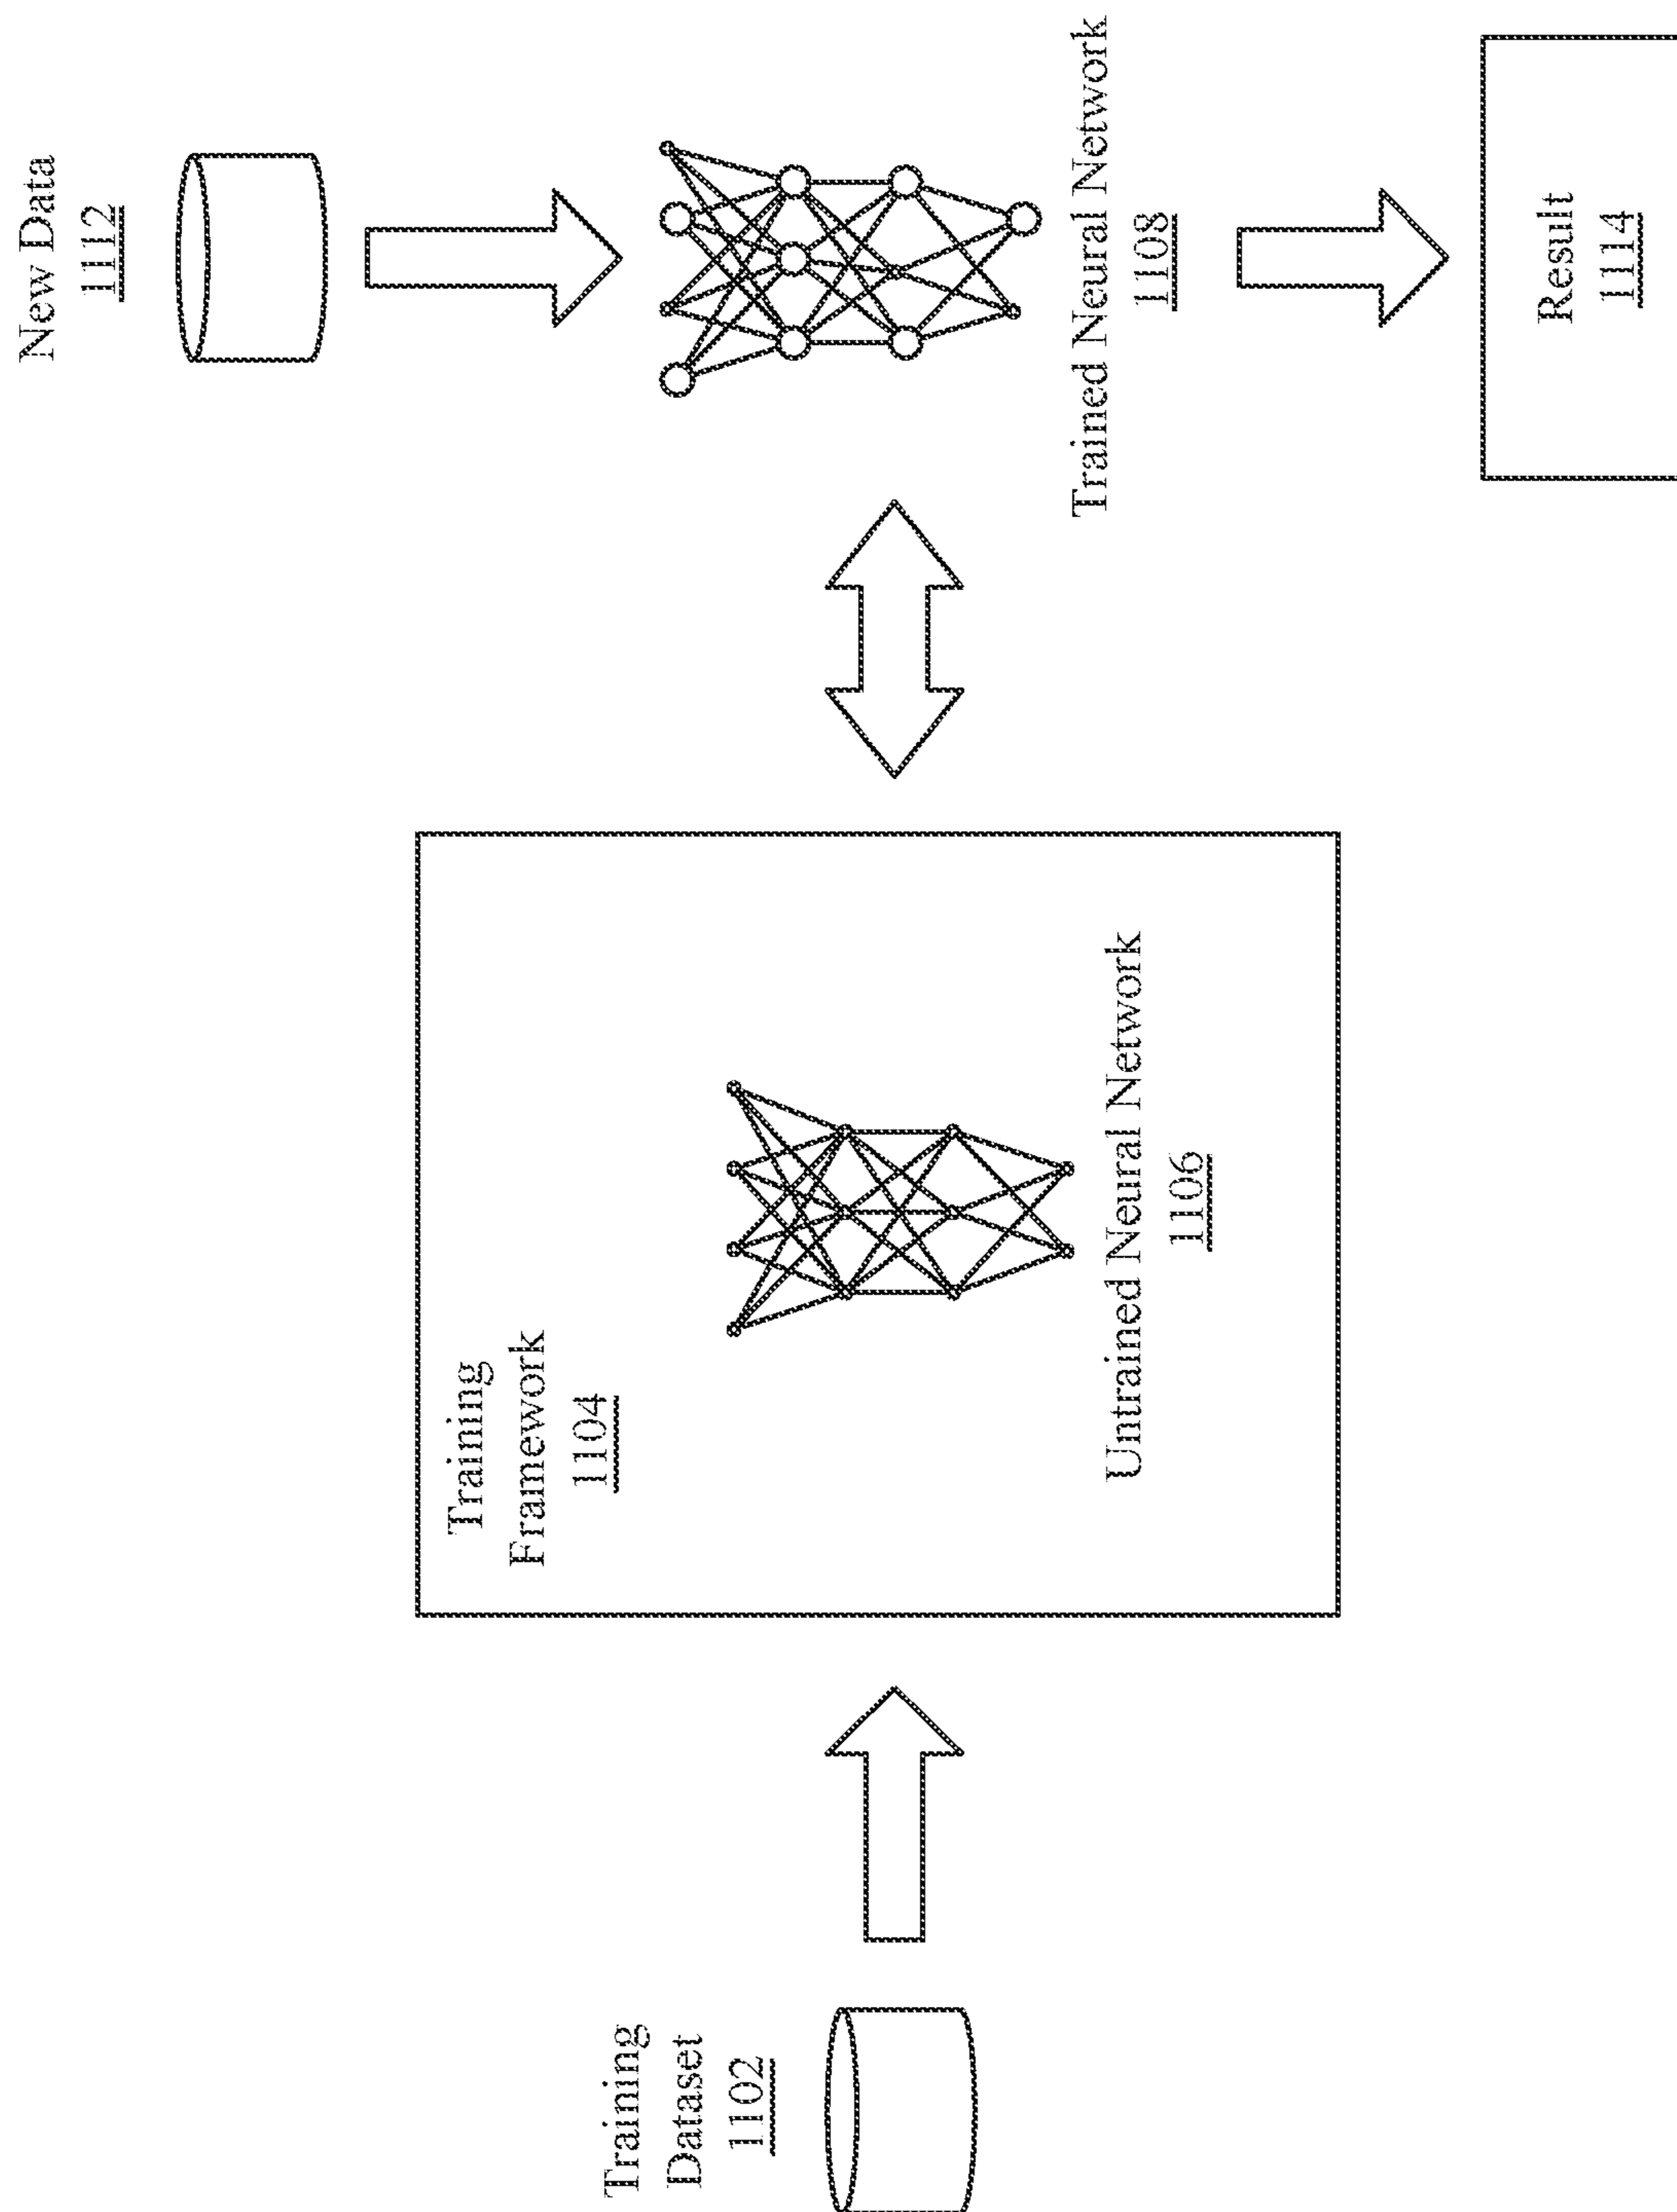 Training
Dataset
1102
Training
Framework
1104
Untrained Neural Network
1106
New Data
1112
Trained Neural Network
1108
Result
1114